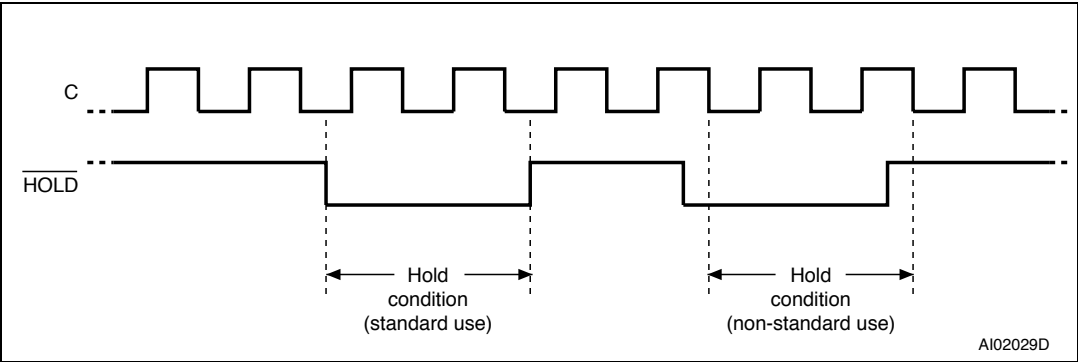 C
HOLD
Hold
condition
(standard use)
Hold
condition
(non-standard use)
AI02029D